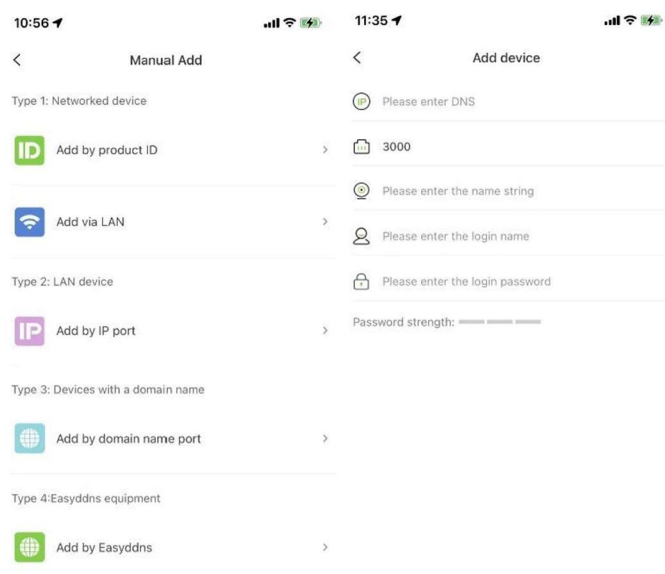 10:56
Manual Add
Type 1: Networked device
ID Add by product ID
Add via LAN
Type 2: LAN device
IP Add by IP port
Type 3: Devices with a domain name
Add by domain name port
Type 4:Easyddns equipment
Add by Easyddns
11:35
Add device
IP Please enter DNS
3000
Please enter the name string
Please enter the login name
Please enter the login password
Password strength: